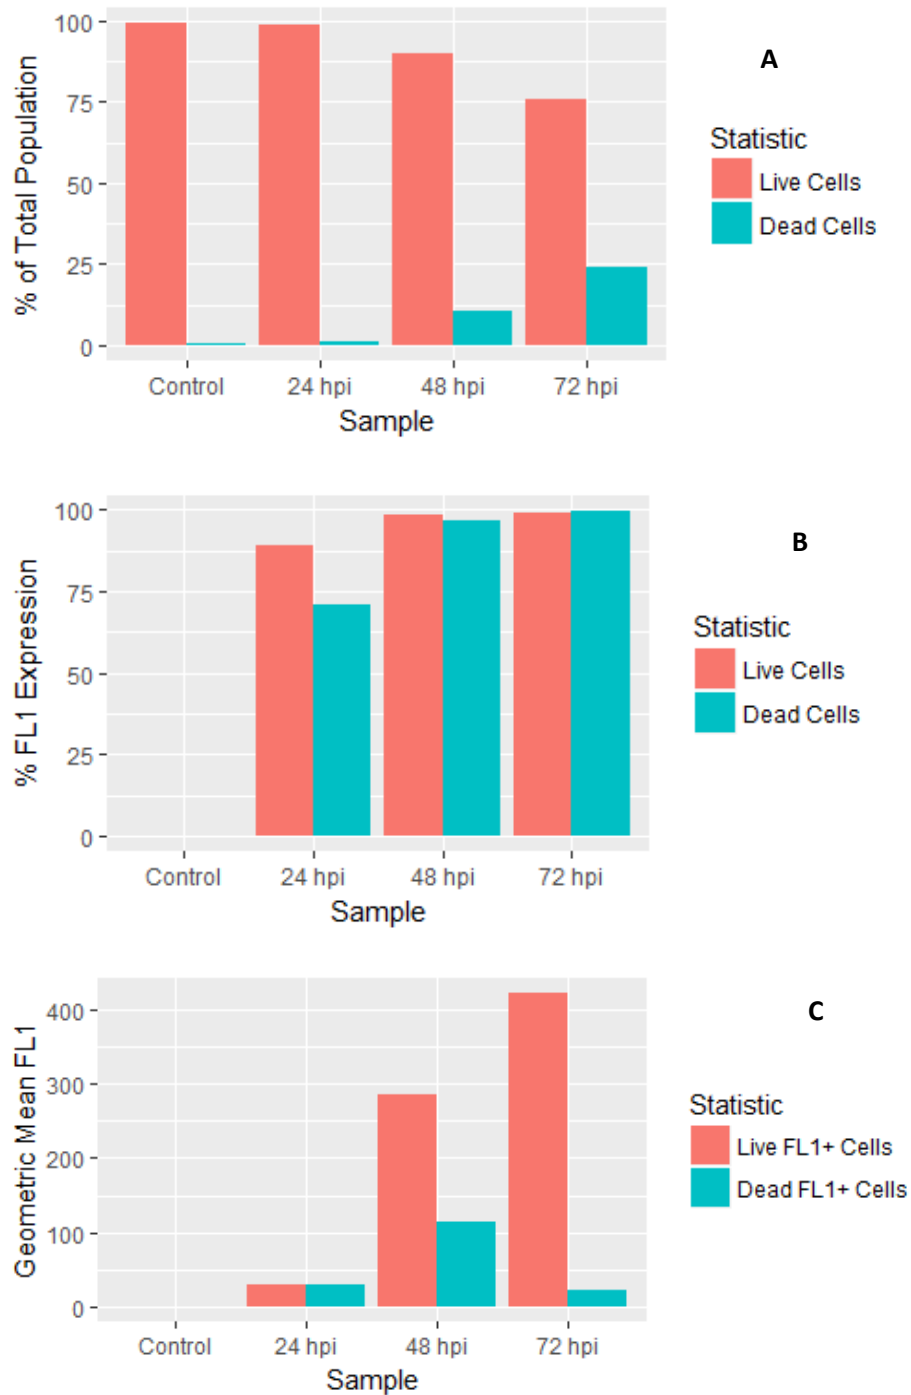 A
% of Total Population
100
75
50
25
0
Control 24 hpi 48 hpi 72 hpi
Sample
Statistic
Live Cells
Dead Cells
B
% FL1 Expression
100
75
50
25
0
Control 24 hpi 48 hpi 72 hpi
Sample
Statistic
Live Cells
Dead Cells
C
Geometric Mean FL1
400
300
200
100
0
Control 24 hpi 48 hpi 72 hpi
Sample
Statistic
Live FL1+ Cells
Dead FL1+ Cells